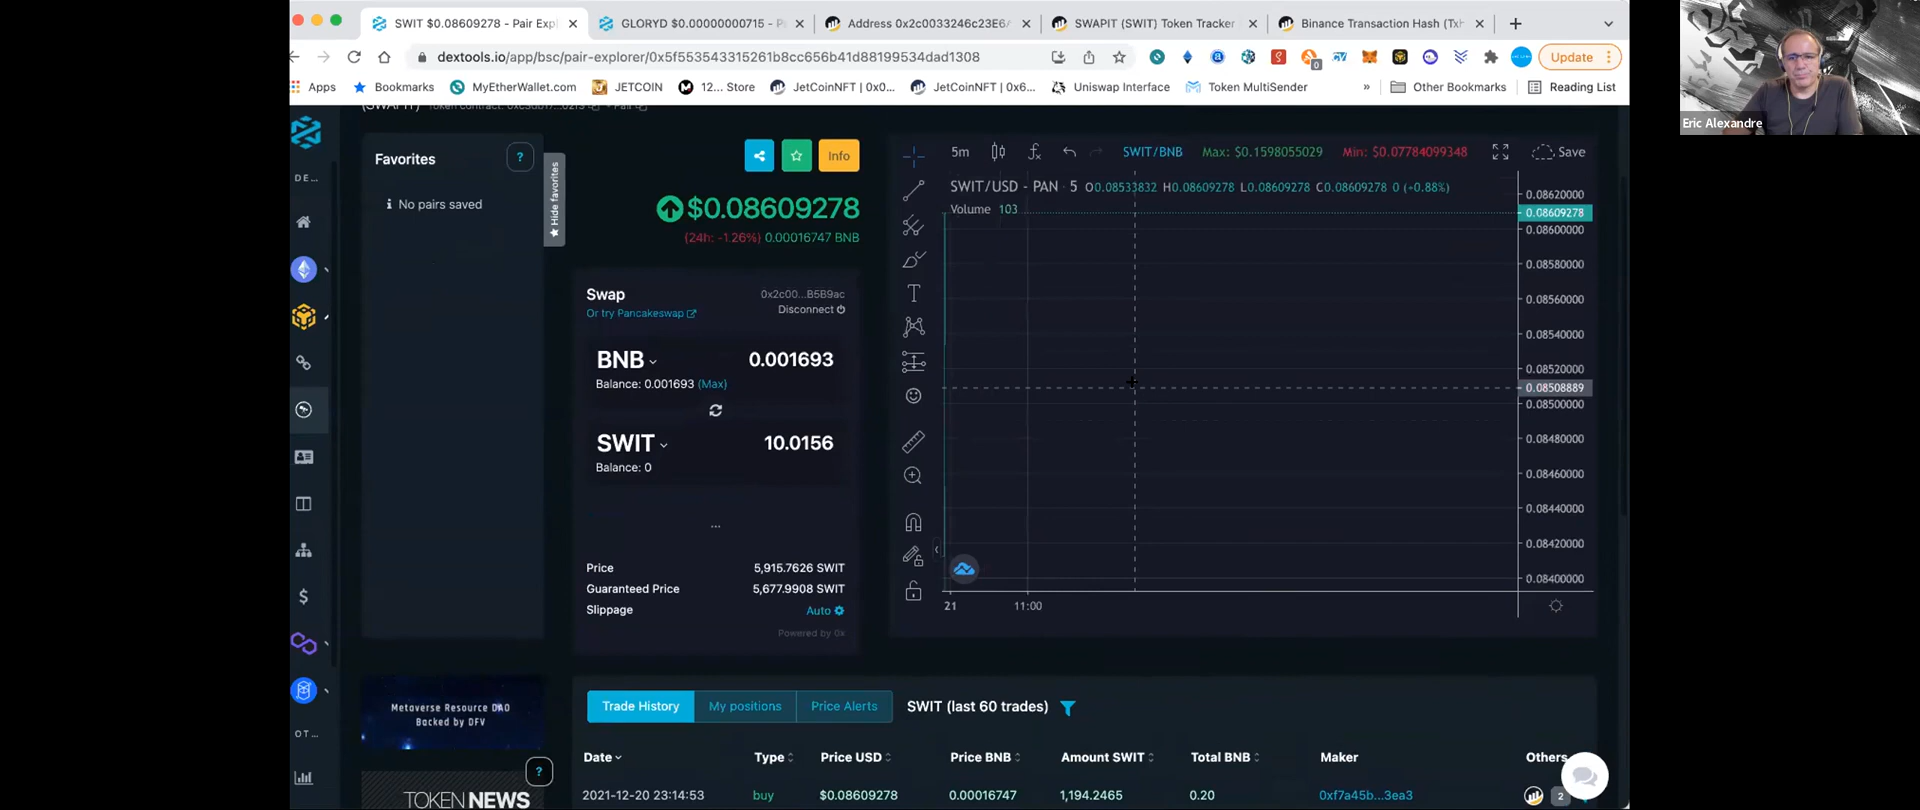 SWIT $0.08609278 - Pair Exp
GLORYD $0.00000000715 - P
Address 0x2c0033246c23E6
SWAPIT (SWIT) Token Tracker
Binance Transaction Hash (Txh
dextools.io/app/bsc/pair-explorer/0x5f553543315261b8cc656b41d88199534dad1308
Update
Apps
Bookmarks
MyEtherWallet.com
JETCOIN
12... Store
JetCoinNFT | 0x0...
JetCoinNFT | 0x6...
Uniswap Interface
Token MultiSender
»
Other Bookmarks
Reading List
Eric Alexandre
DE...
OT...
Favorites
?
No pairs saved
Hide favorites
Info
$0.08609278
(24h: -1.26%) 0.00016747 BNB
Swap
0x2c00...B5B9ac
Or try Pancakeswap
Disconnect
BNB
0.001693
Balance: 0.001693 (Max)
SWIT
10.0156
Balance: 0
...
Price
5,915.7626 SWIT
Guaranteed Price
5,677.9908 SWIT
Slippage
Auto
Powered by 0x
5m
SWIT/BNB
Max: $0.1598055029
Min: $0.07784099348
Save
SWIT/USD - PAN · 5 O0.08533832 H0.08609278 L0.08609278 C0.08609278 0 (+0.88%)
Volume 103
0.08620000
0.08609278
0.08600000
0.08580000
0.08560000
0.08540000
0.08520000
0.08508889
0.08500000
0.08480000
0.08460000
0.08440000
0.08420000
0.08400000
21
11:00
Metaverse Resource DAO
Backed by DFV
?
TOKEN NEWS
Trade History
My positions
Price Alerts
SWIT (last 60 trades)
Date
Type
Price USD
Price BNB
Amount SWIT
Total BNB
Maker
Others
2021-12-20 23:14:53
buy
$0.08609278
0.00016747
1,194.2465
0.20
0xf7a45b...3ea3
2